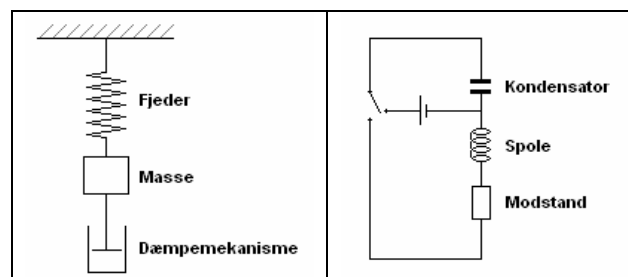 Fjeder
Masse
Dæmpemekanisme
Kondensator
Spole
Modstand